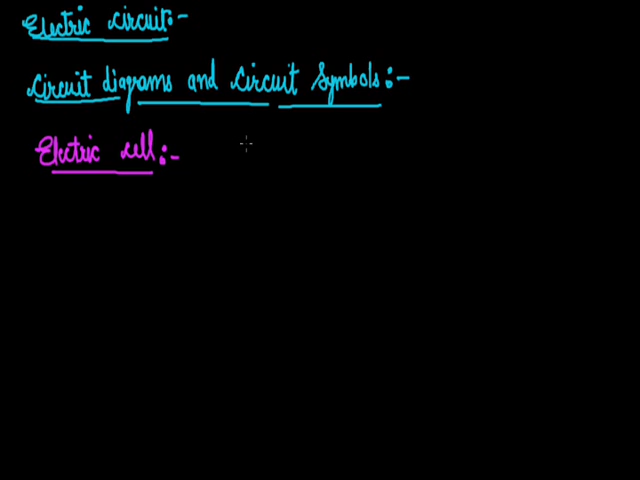 Electric circuit:-
Circuit diagrams and Circuit Symbols:-
Electric cell:-